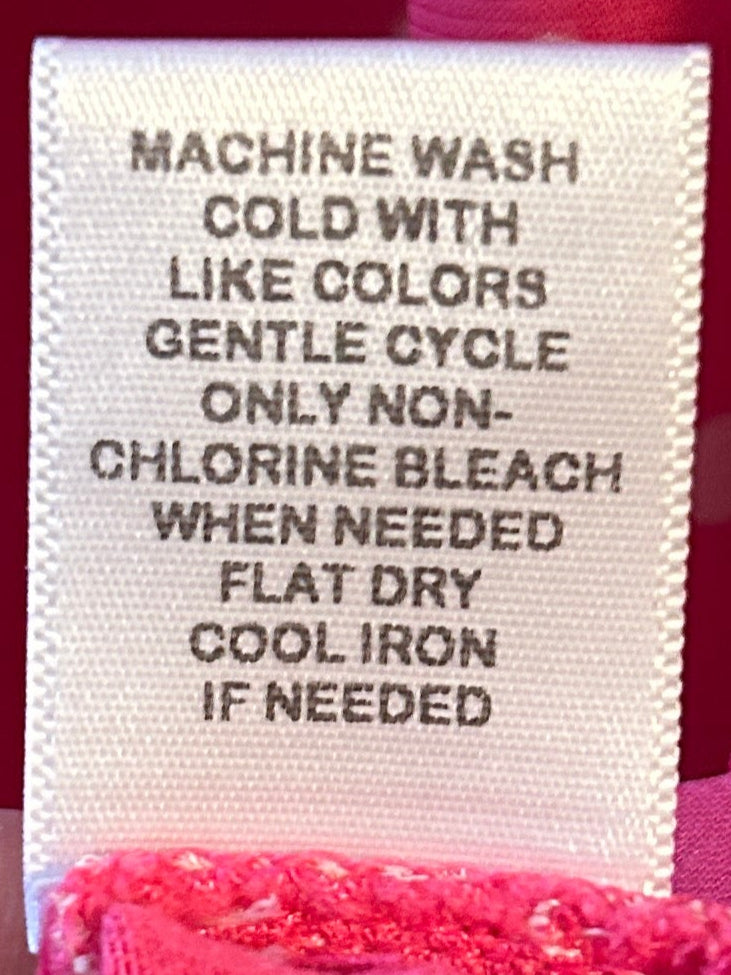 MACHINE WASH
COLD WITH
LIKE COLORS
GENTLE CYCLE
ONLY NON-
CHLORINE BLEACH
WHEN NEEDED
FLAT DRY
COOL IRON
IF NEEDED